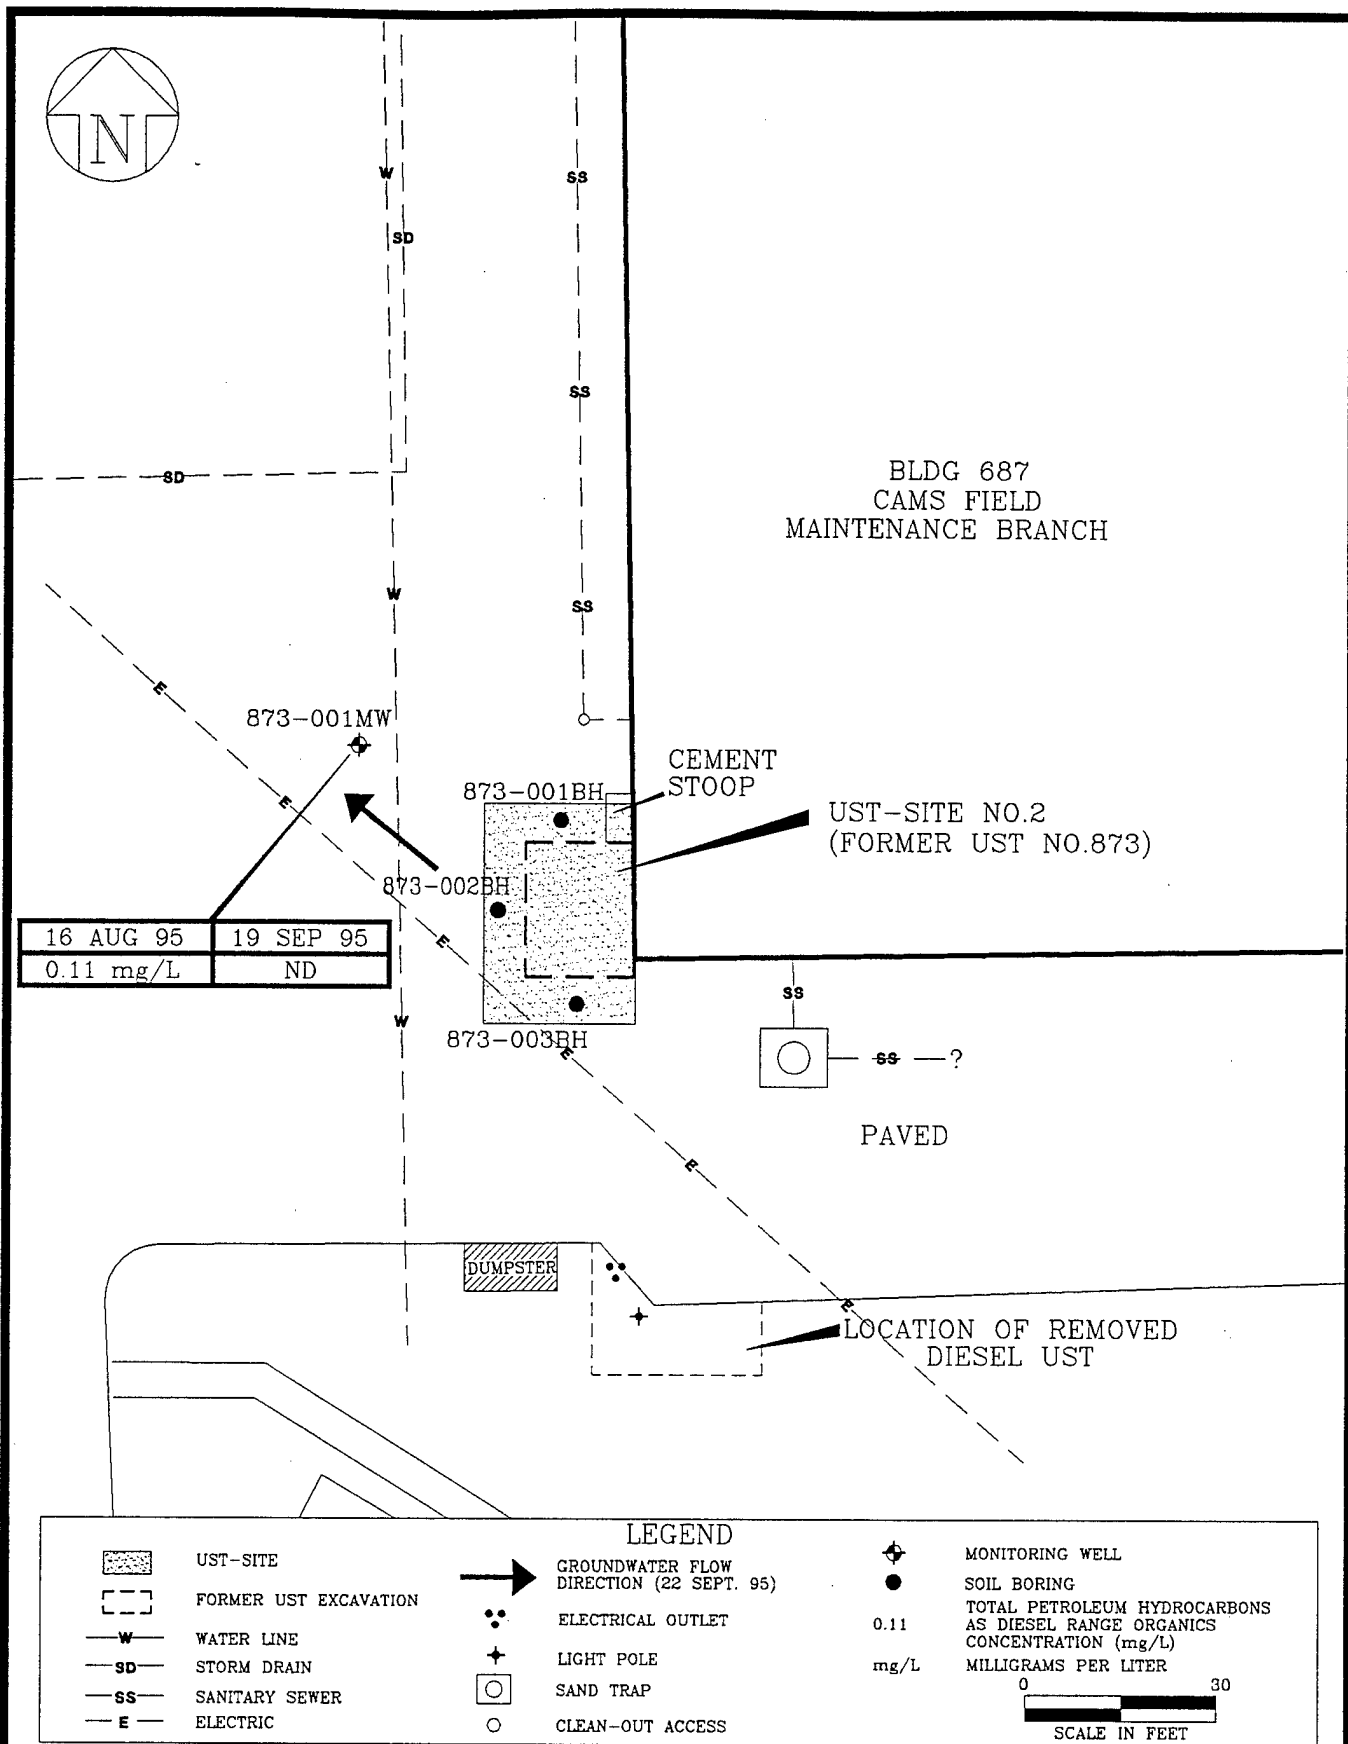 N
W
SS
SD
SS
SD
BLDG 687
CAMS FIELD
MAINTENANCE BRANCH
W
SS
E
873-001MW
CEMENT
STOOP
873-001BH
E
UST-SITE NO.2
(FORMER UST NO.873)
873-002BH
16 AUG 95 19 SEP 95
0.11 mg/L ND
E
SS
W
873-003BH
E
SS ?
PAVED
E
DUMPSTER
E
LOCATION OF REMOVED
DIESEL UST
LEGEND
UST-SITE
FORMER UST EXCAVATION
W WATER LINE
SD STORM DRAIN
SS SANITARY SEWER
E ELECTRIC
GROUNDWATER FLOW
DIRECTION (22 SEPT. 95)
ELECTRICAL OUTLET
LIGHT POLE
SAND TRAP
CLEAN-OUT ACCESS
MONITORING WELL
SOIL BORING
0.11 TOTAL PETROLEUM HYDROCARBONS
AS DIESEL RANGE ORGANICS
CONCENTRATION (mg/L)
mg/L MILLIGRAMS PER LITER
0 30
SCALE IN FEET